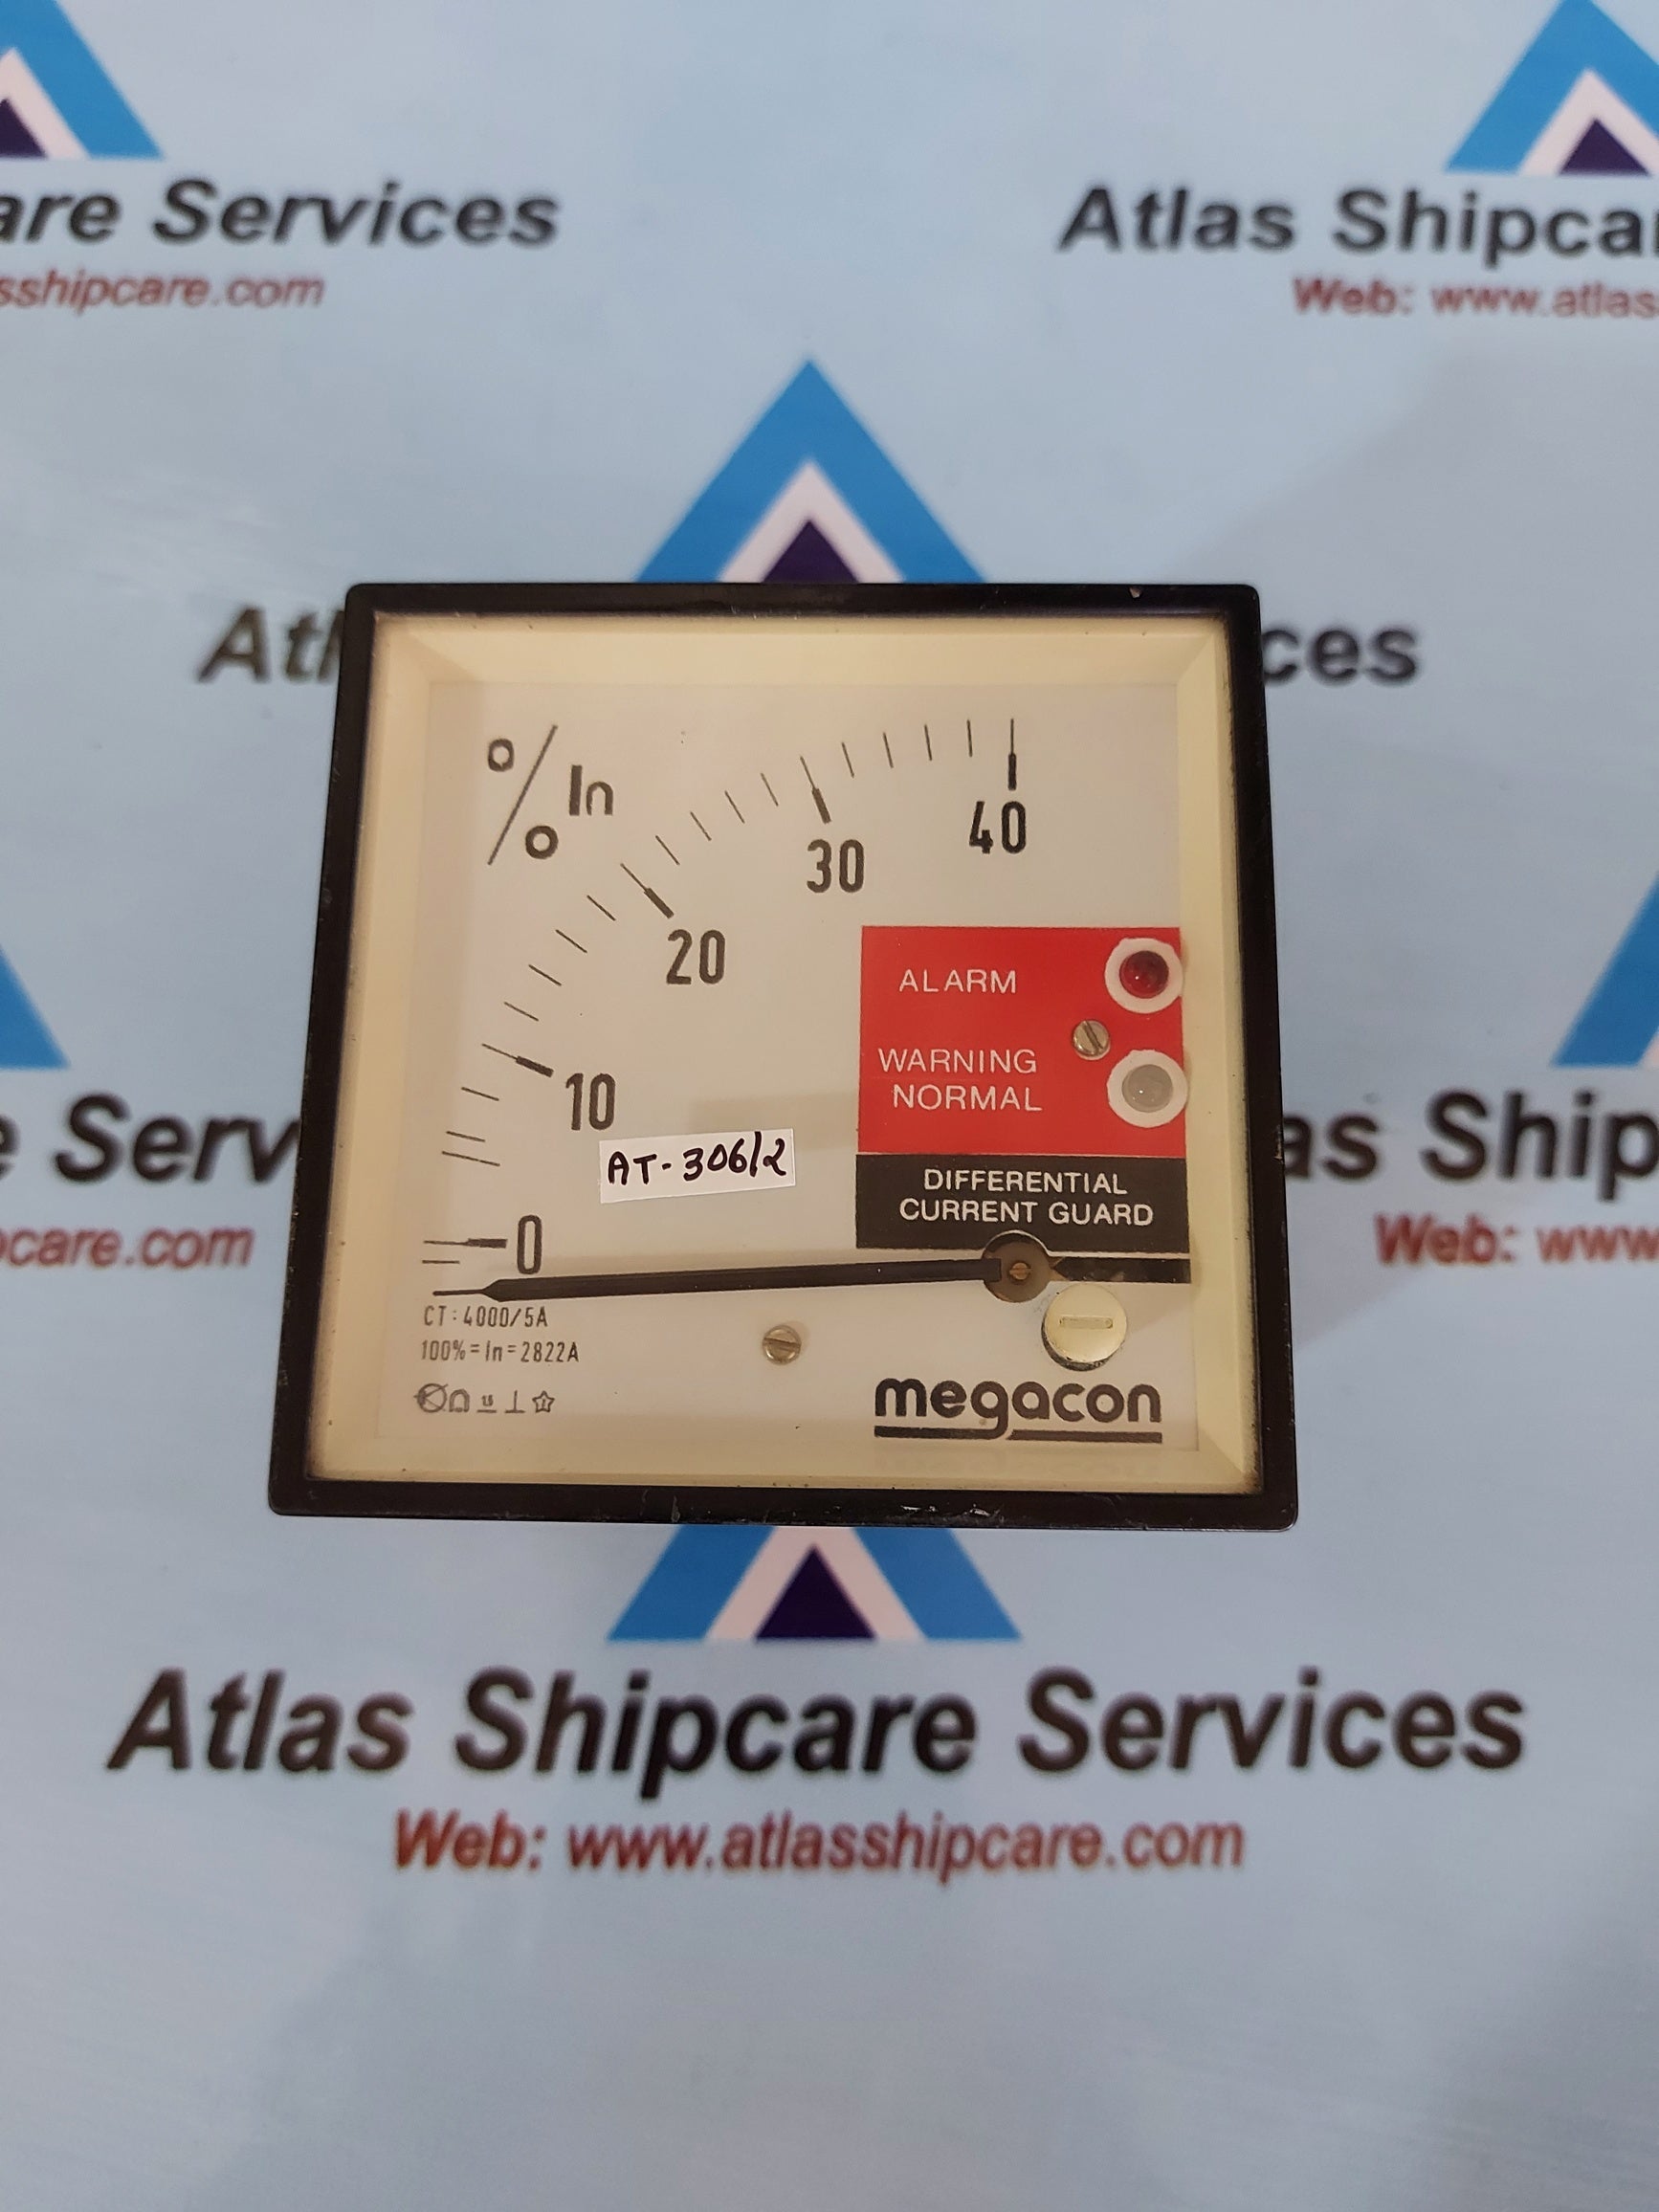 are Services
sshipcare.com
Atlas Shipcar
Web: www.atlas
Atl
ces
% In
40
30
20
10
0
ALARM
WARNING
NORMAL
AT-306/2
DIFFERENTIAL
CURRENT GUARD
CT: 4000/5A
100% = In = 2822A
1.5
megacon
e Serv
care.com
as Ship
Web: www
Atlas Shipcare Services
Web: www.atlasshipcare.com